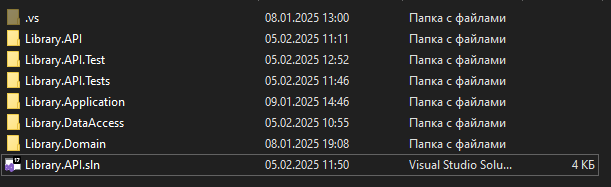 .vs 08.01.2025 13:00 Папка с файлами
Library.API 05.02.2025 11:11 Папка с файлами
Library.API.Test 05.02.2025 12:52 Папка с файлами
Library.API.Tests 05.02.2025 11:46 Папка с файлами
Library.Application 09.01.2025 14:46 Папка с файлами
Library.DataAccess 05.02.2025 10:55 Папка с файлами
Library.Domain 08.01.2025 19:08 Папка с файлами
Library.API.sln 05.02.2025 11:50 Visual Studio Solu... 4 КБ